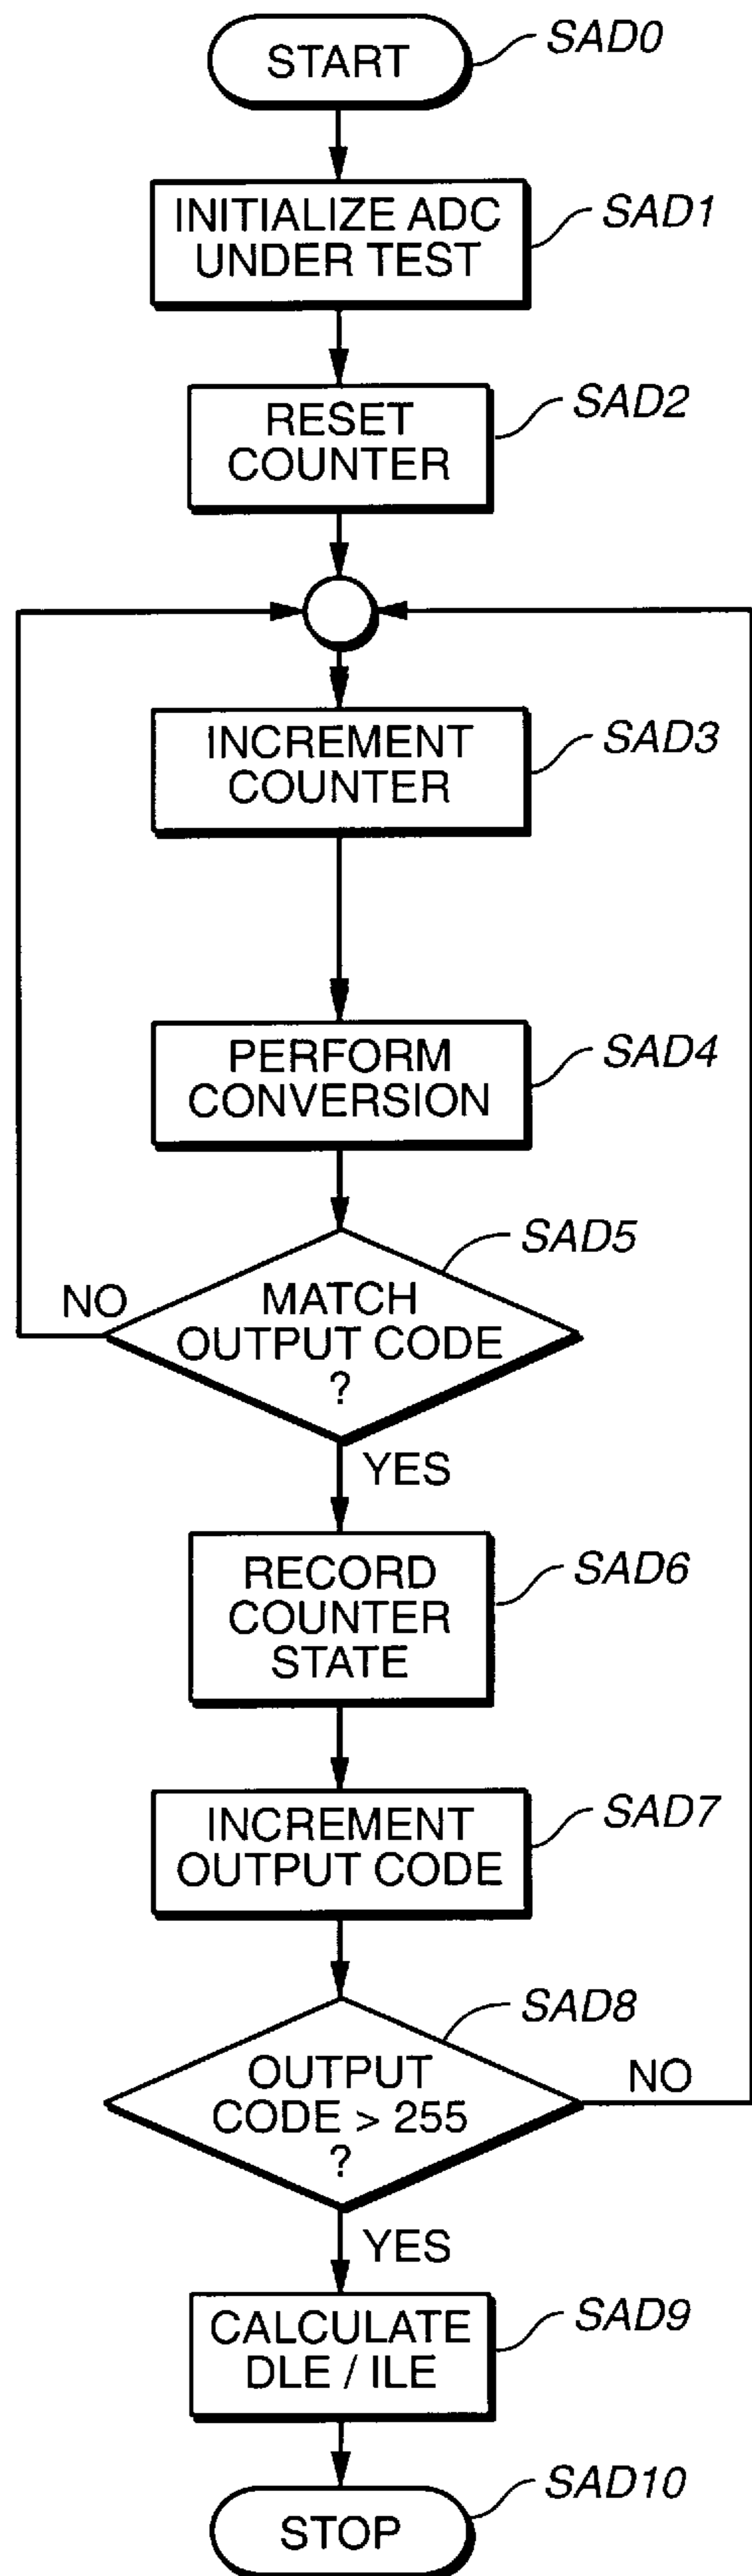 START
SAD0
INITIALIZE ADC
UNDER TEST
SAD1
RESET
COUNTER
SAD2
INCREMENT
COUNTER
SAD3
PERFORM
CONVERSION
SAD4
MATCH
OUTPUT CODE
?
SAD5
NO
YES
RECORD
COUNTER
STATE
SAD6
INCREMENT
OUTPUT CODE
SAD7
OUTPUT
CODE > 255
?
SAD8
NO
YES
CALCULATE
DLE / ILE
SAD9
STOP
SAD10